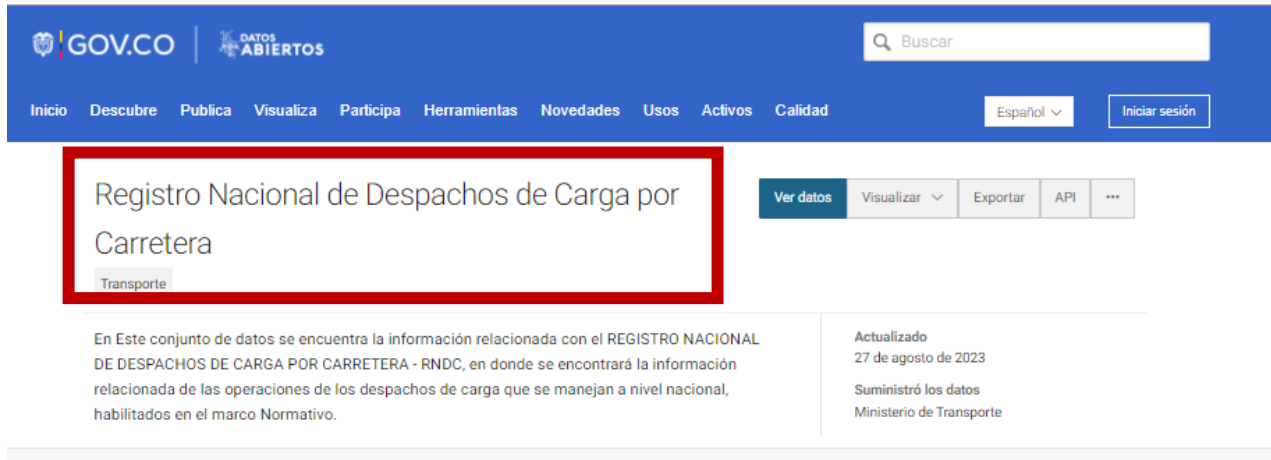 GOV.CO
DATOS
ABIERTOS
Buscar
Inicio Descubre Publica Visualiza Participa Herramientas Novedades Usos Activos Calidad Español Iniciar sesión
Registro Nacional de Despachos de Carga por
Carretera
Transporte
Ver datos Visualizar Exportar API ...
En Este conjunto de datos se encuentra la información relacionada con el REGISTRO NACIONAL
DE DESPACHOS DE CARGA POR CARRETERA - RNDC, en donde se encontrará la información
relacionada de las operaciones de los despachos de carga que se manejan a nivel nacional,
habilitados en el marco Normativo.
Actualizado
27 de agosto de 2023
Suministró los datos
Ministerio de Transporte